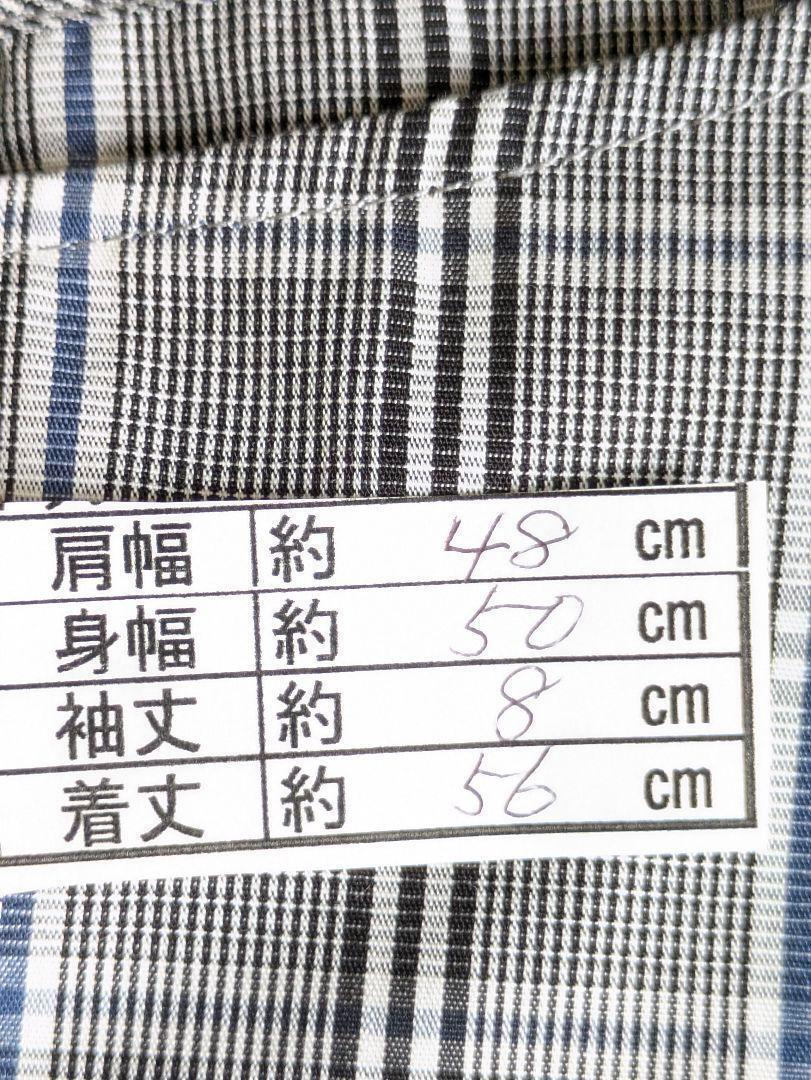 肩幅 約 48 cm
身幅 約 50 cm
袖丈 約 8 cm
着丈 約 56 cm